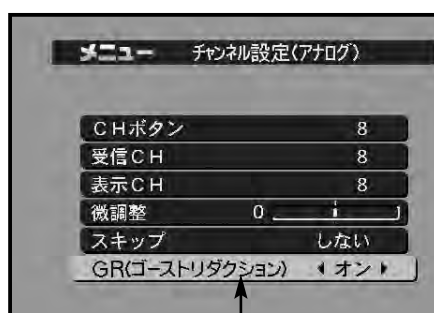 メニュー チャンネル設定(アナログ)
CHボタン 8
受信CH 8
表示CH 8
微調整 0
スキップ しない
GR(ゴーストリダクション) オン